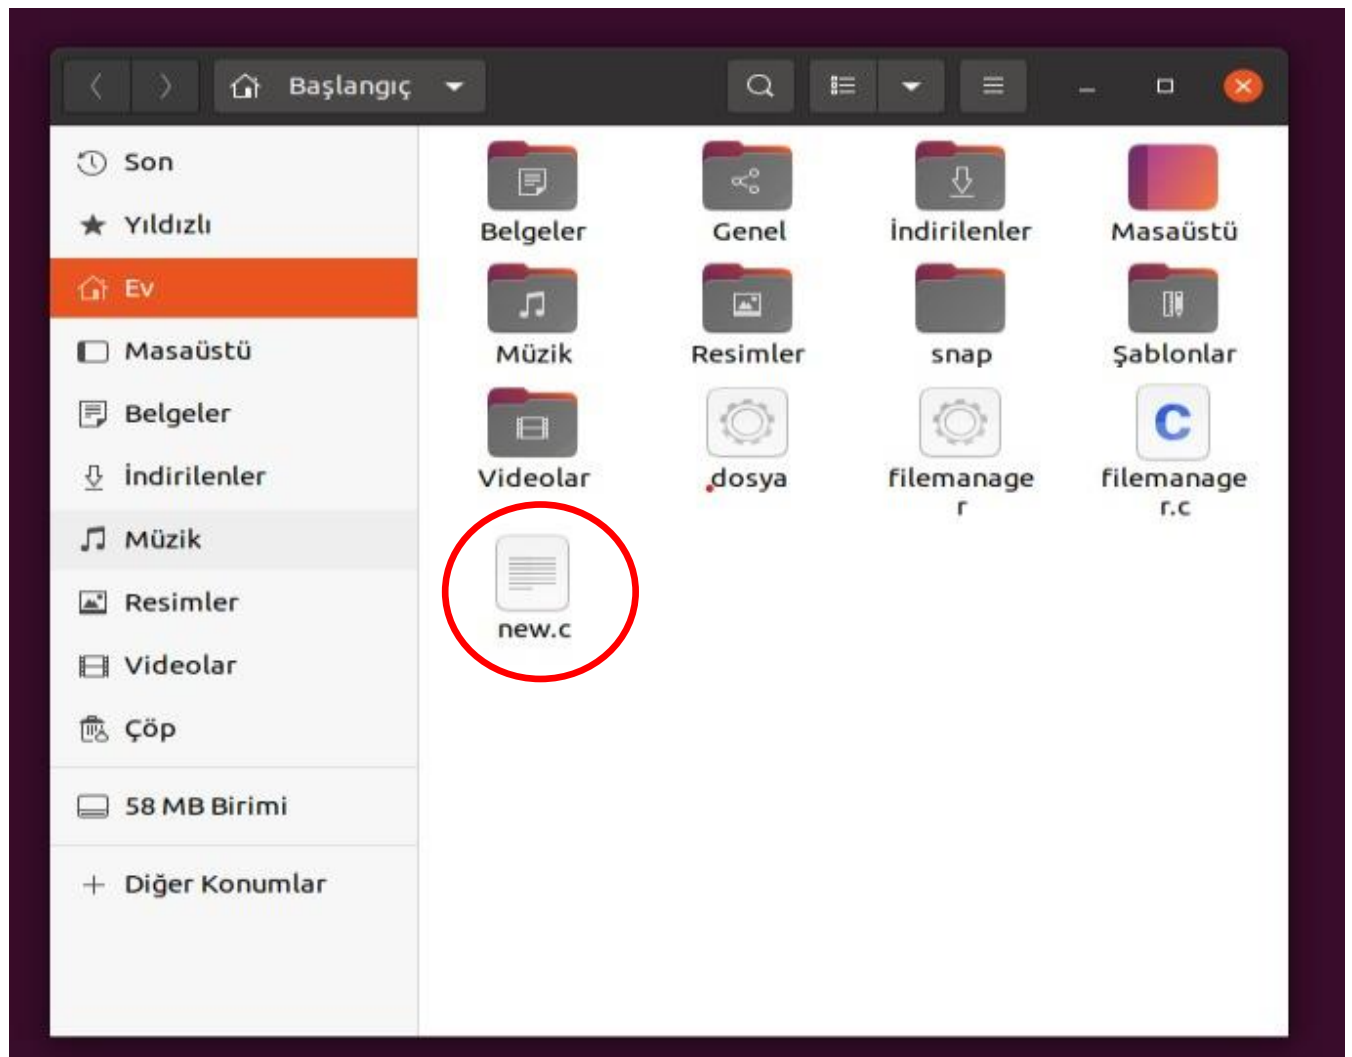 Başlangıç
Son
Yıldızlı
Ev
Masaüstü
Belgeler
İndirilenler
Müzik
Resimler
Videolar
Çöp
58 MB Birimi
Diğer Konumlar
Belgeler
Genel
İndirilenler
Masaüstü
Müzik
Resimler
snap
Şablonlar
Videolar
dosya
filemanage
r
C
filemanage
r.c
new.c